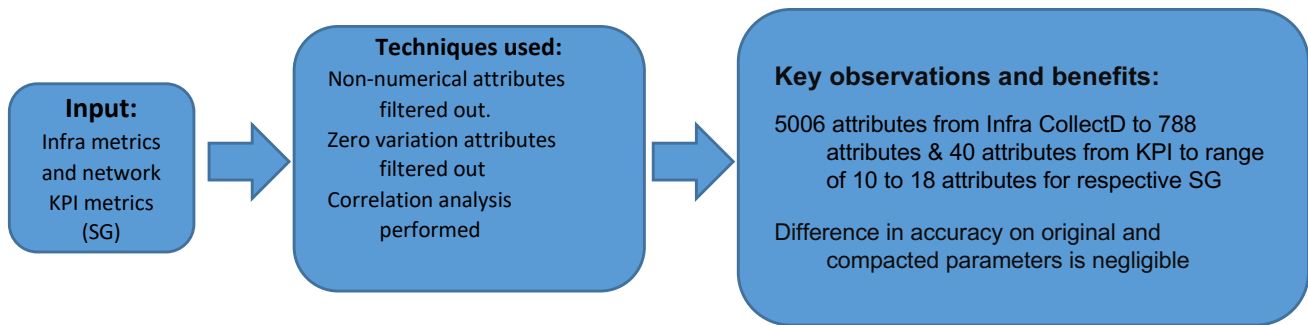 Input:
Infra metrics
and network
KPI metrics
(SG)
Techniques used:
Non-numerical attributes
filtered out.
Zero variation attributes
filtered out
Correlation analysis
performed
Key observations and benefits:
5006 attributes from Infra CollectD to 788
attributes & 40 attributes from KPI to range
of 10 to 18 attributes for respective SG
Difference in accuracy on original and
compacted parameters is negligible